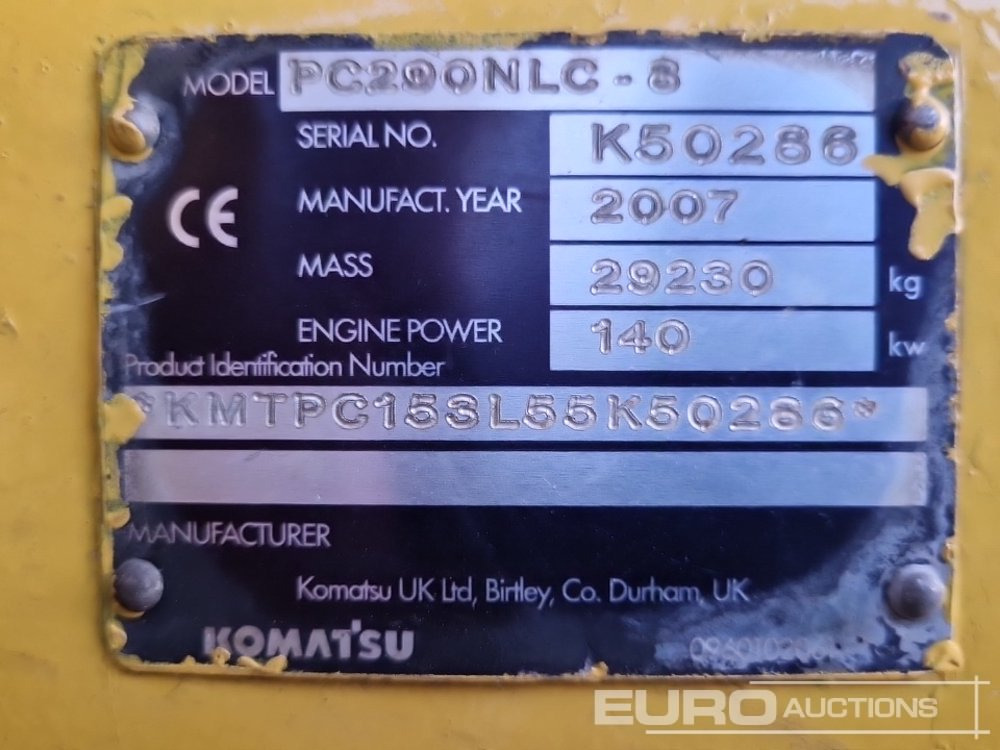 MODEL PC290NLC-8
SERIAL NO. K50286
CE
MANUFACT. YEAR 2007
MASS 29230 kg
ENGINE POWER 140 kw
Product Identification Number
*KMTPC153L55K50286*
MANUFACTURER
Komatsu UK Ltd, Birtley, Co. Durham, UK
KOMATSU
EURO AUCTIONS